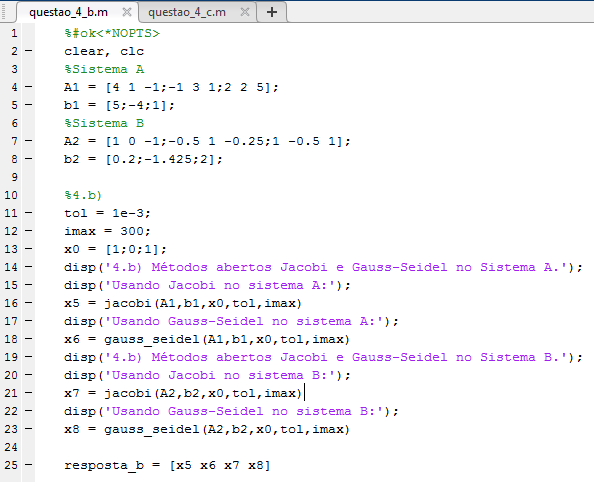 questao_4_b.m × questao_4_c.m × +
1 %#ok<*NOPTS>
2 – clear, clc
3 %Sistema A
4 – A1 = [4 1 -1;-1 3 1;2 2 5];
5 – b1 = [5;-4;1];
6 %Sistema B
7 – A2 = [1 0 -1;-0.5 1 -0.25;1 -0.5 1];
8 – b2 = [0.2;-1.425;2];
9
10 %4.b)
11 – tol = 1e-3;
12 – imax = 300;
13 – x0 = [1;0;1];
14 – disp('4.b) Métodos abertos Jacobi e Gauss-Seidel no Sistema A.');
15 – disp('Usando Jacobi no sistema A:');
16 – x5 = jacobi(A1,b1,x0,tol,imax)
17 – disp('Usando Gauss-Seidel no sistema A:');
18 – x6 = gauss_seidel(A1,b1,x0,tol,imax)
19 – disp('4.b) Métodos abertos Jacobi e Gauss-Seidel no Sistema B.');
20 – disp('Usando Jacobi no sistema B:');
21 – x7 = jacobi(A2,b2,x0,tol,imax)
22 – disp('Usando Gauss-Seidel no sistema B:');
23 – x8 = gauss_seidel(A2,b2,x0,tol,imax)
24
25 – resposta_b = [x5 x6 x7 x8]